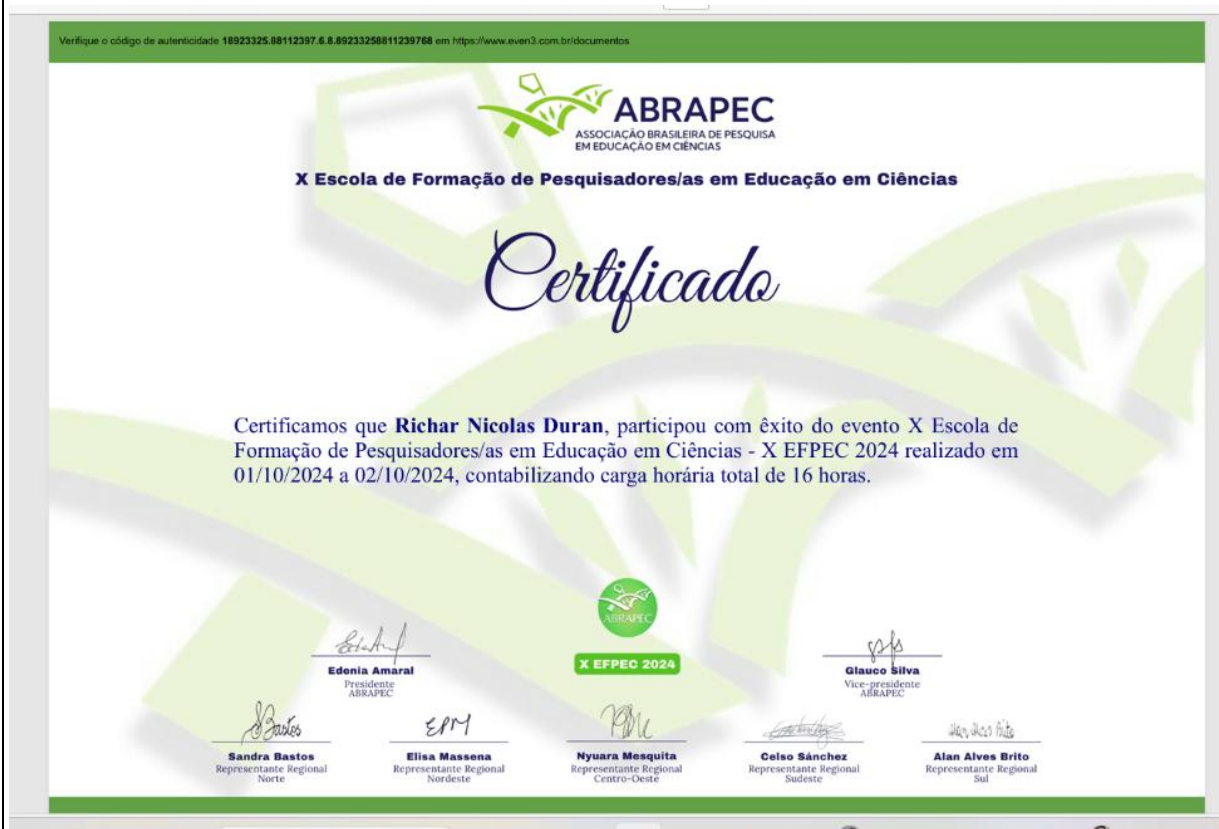 Verifique o código de autenticidade 18923325.88112397.6.8.89233258811239768 em https://www.even3.com.br/documentos
ABRAPEC
ASSOCIAÇÃO BRASILEIRA DE PESQUISA
EM EDUCAÇÃO EM CIÊNCIAS
X Escola de Formação de Pesquisadores/as em Educação em Ciências
Certificado
Certificamos que Richar Nicolas Duran, participou com êxito do evento X Escola de
Formação de Pesquisadores/as em Educação em Ciências - X EFPEC 2024 realizado em
01/10/2024 a 02/10/2024, contabilizando carga horária total de 16 horas.
ABRAPEC
X EFPEC 2024
Edenia Amaral
Presidente
ABRAPEC
Glauco Silva
Vice-presidente
ABRAPEC
SBastos
EPM
Sandra Bastos
Representante Regional
Norte
Elisa Massena
Representante Regional
Nordeste
Nyuara Mesquita
Representante Regional
Centro-Oeste
Celso Sánchez
Representante Regional
Sudeste
Alan Alves Brito
Representante Regional
Sul